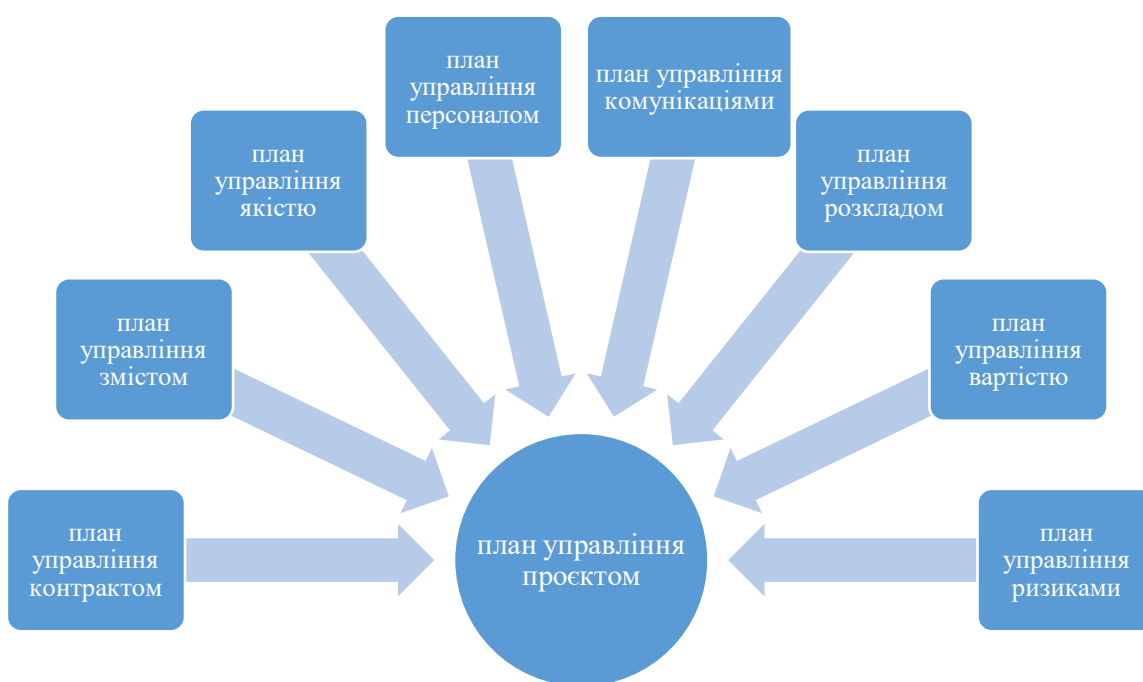 план
управління
персоналом
план управління
комунікаціями
план
управління
якістю
план
управління
розкладом
план
управління
змістом
план
управління
вартістю
план
управління
контрактом
план управління
проєктом
план
управління
ризиками